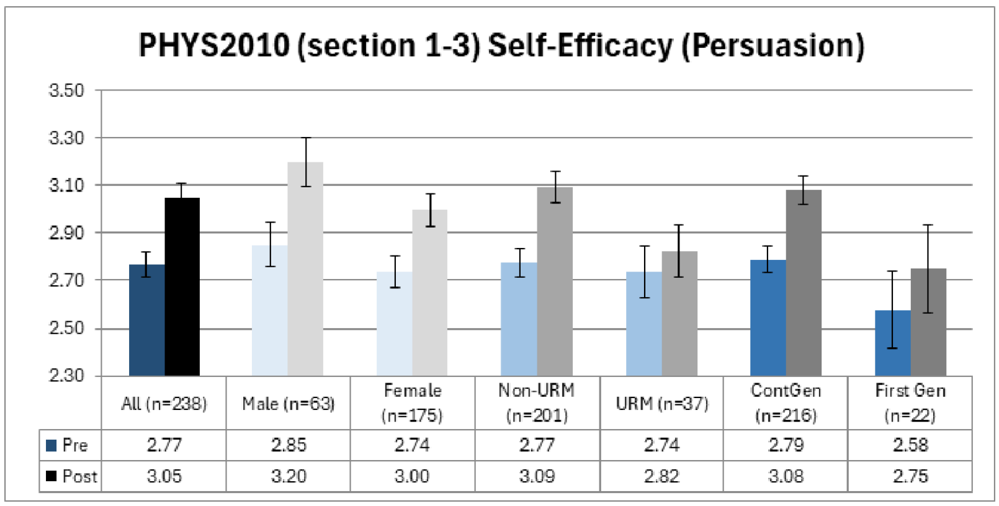 PHYS2010 (section 1-3) Self-Efficacy (Persuasion)
3.50
3.30
3.10
2.90
2.70
2.50
2.30
All (n=238)
Male (n=63)
Female
(n=175)
Non-URM
(n=201)
URM (n=37)
ContGen
(n=216)
First Gen
(n=22)
Pre 2.77 2.85 2.74 2.77 2.74 2.79 2.58
Post 3.05 3.20 3.00 3.09 2.82 3.08 2.75